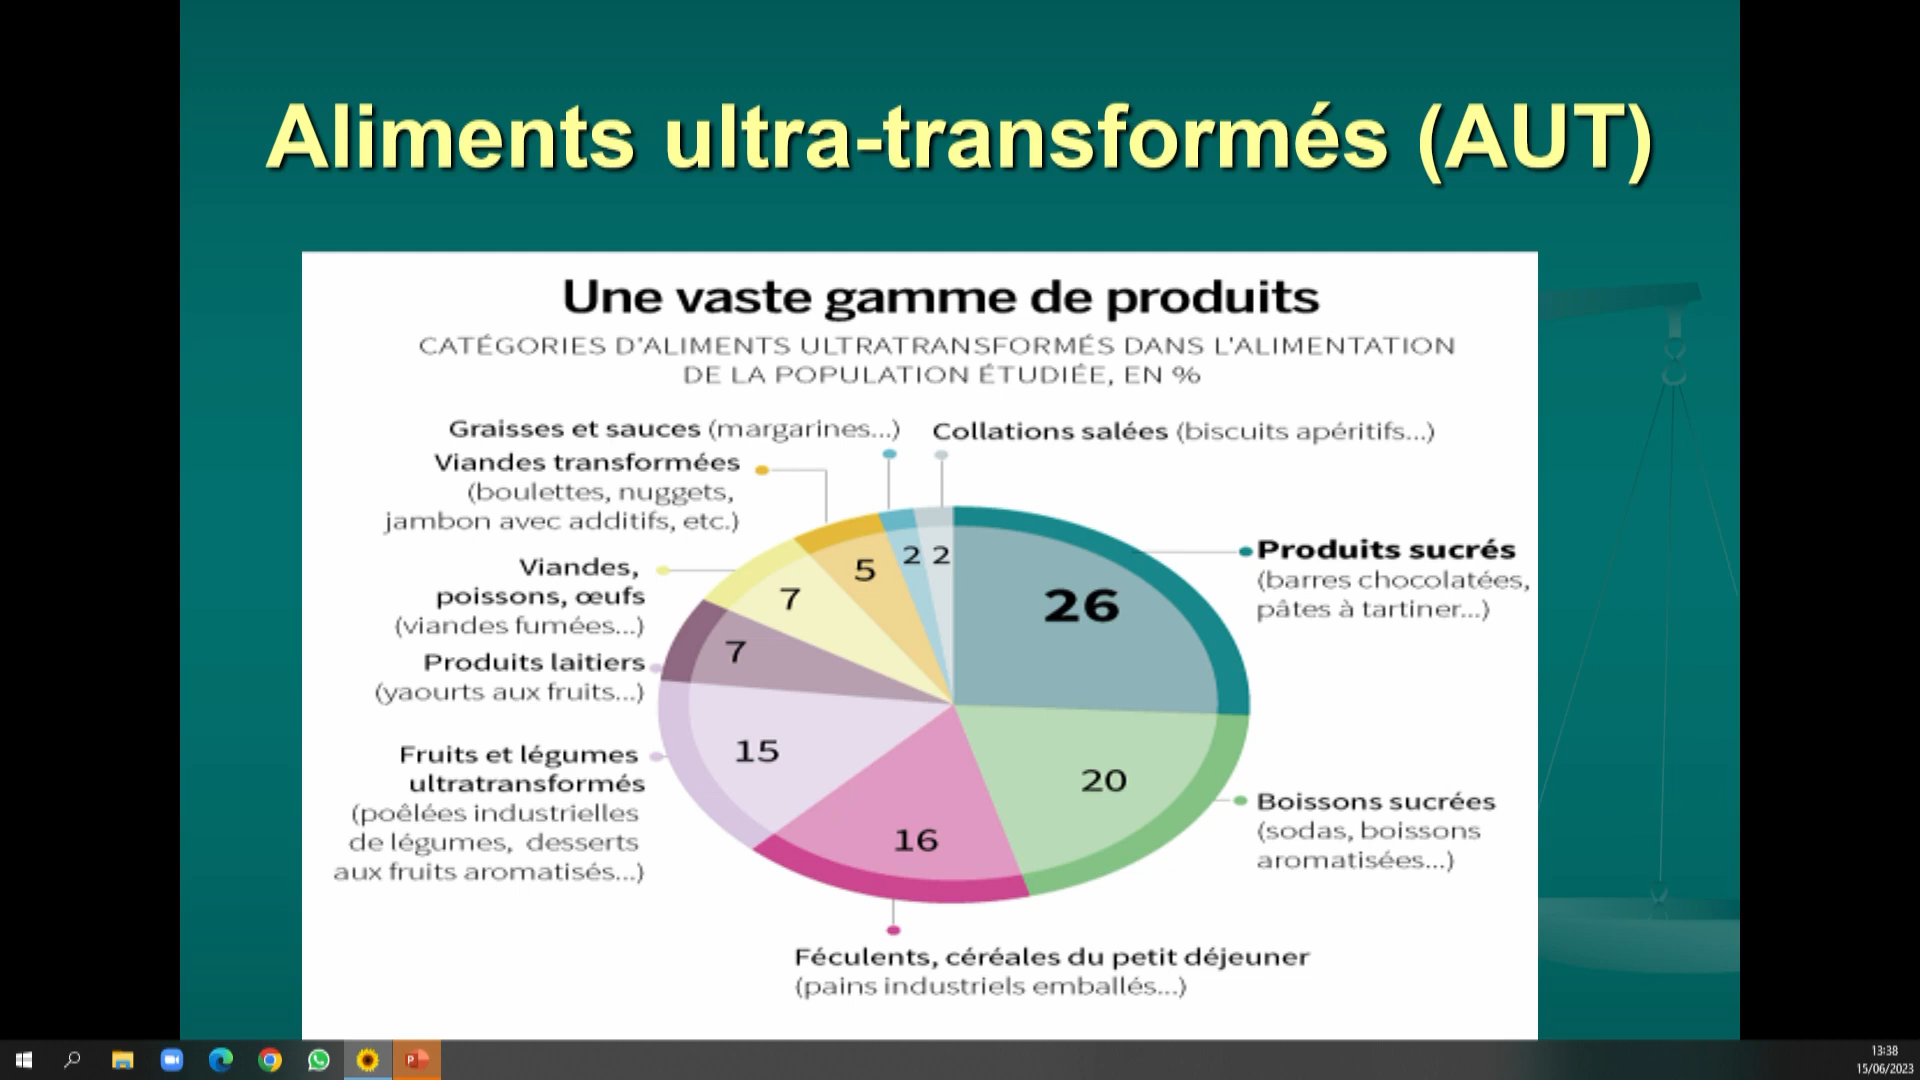 Aliments ultra-transformés (AUT)
Une vaste gamme de produits
CATÉGORIES D'ALIMENTS ULTRATRANSFORMÉS DANS L'ALIMENTATION
DE LA POPULATION ÉTUDIÉE, EN %
Graisses et sauces (margarines...)
Collations salées (biscuits apéritifs...)
Viandes transformées
(boulettes, nuggets,
jambon avec additifs, etc.)
Viandes,
poissons, œufs
(viandes fumées...)
Produits laitiers
(yaourts aux fruits...)
Fruits et légumes
ultratransformés
(poêlées industrielles
de légumes, desserts
aux fruits aromatisés...)
5
2
2
7
7
15
16
20
26
Produits sucrés
(barres chocolatées,
pâtes à tartiner...)
Boissons sucrées
(sodas, boissons
aromatisées...)
Féculents, céréales du petit déjeuner
(pains industriels emballés...)
P
13:38
15/06/2023